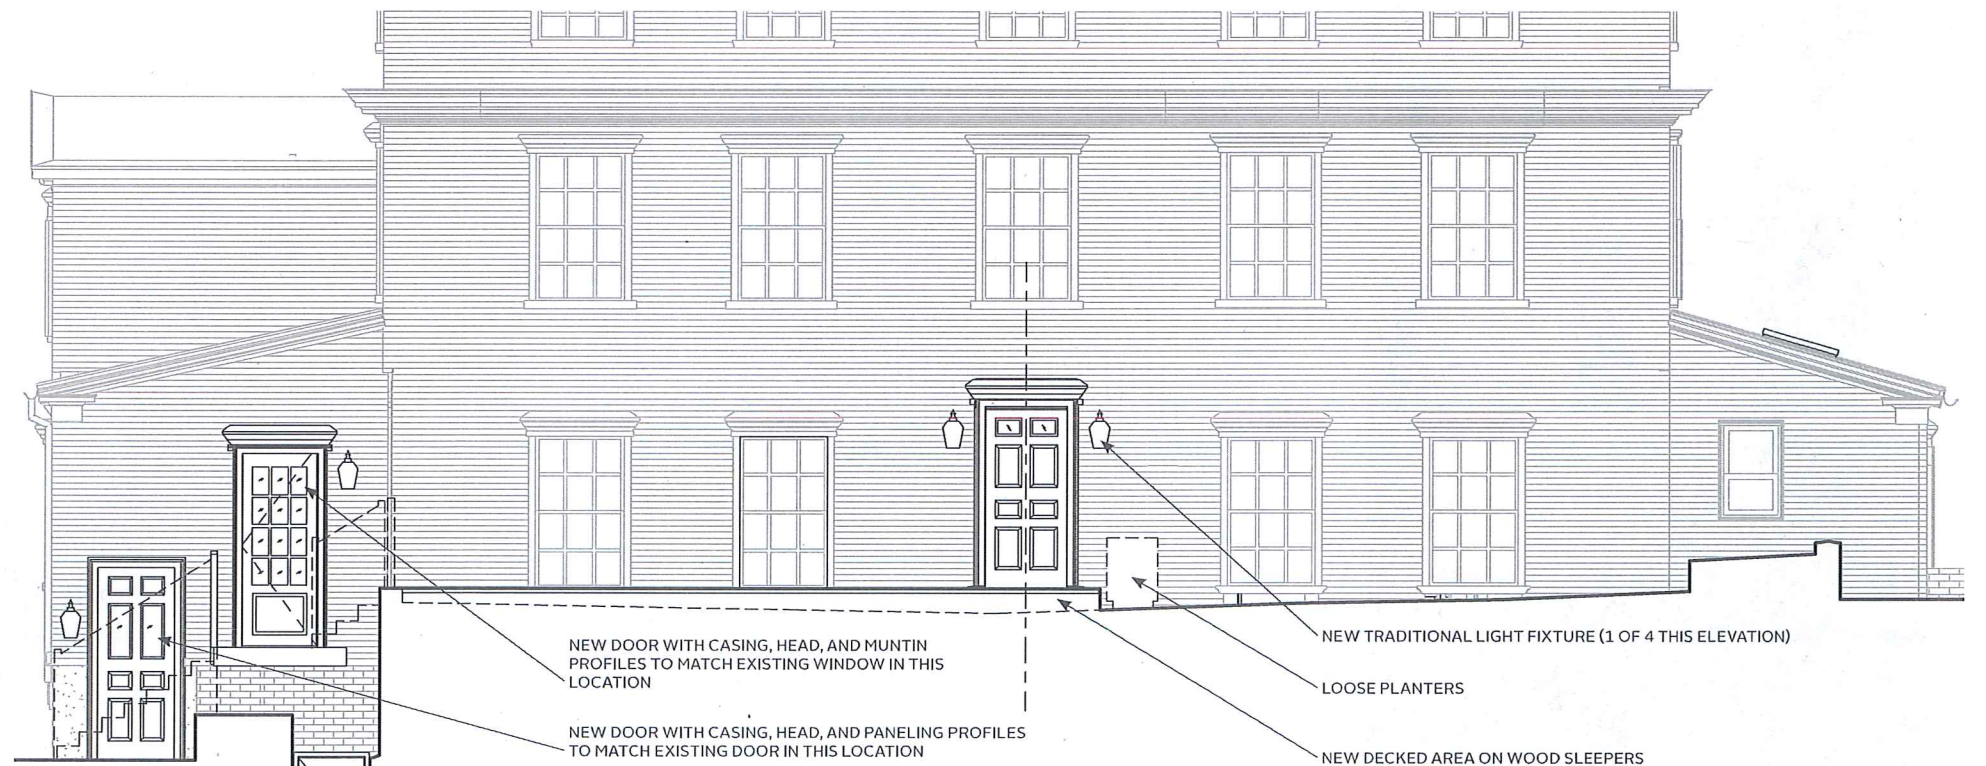 NEW DOOR WITH CASING, HEAD, AND MUNTIN
PROFILES TO MATCH EXISTING WINDOW IN THIS
LOCATION
NEW DOOR WITH CASING, HEAD, AND PANELING PROFILES
TO MATCH EXISTING DOOR IN THIS LOCATION
NEW TRADITIONAL LIGHT FIXTURE (1 OF 4 THIS ELEVATION)
LOOSE PLANTERS
NEW DECKED AREA ON WOOD SLEEPERS